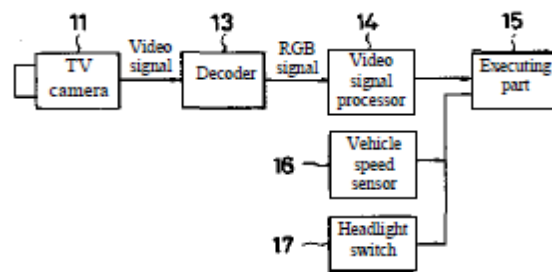 11
13
14
15
TV
camera
Video
signal
Decoder
RGB
signal
Video
signal
processor
Executing
part
16
Vehicle
speed
sensor
17
Headlight
switch